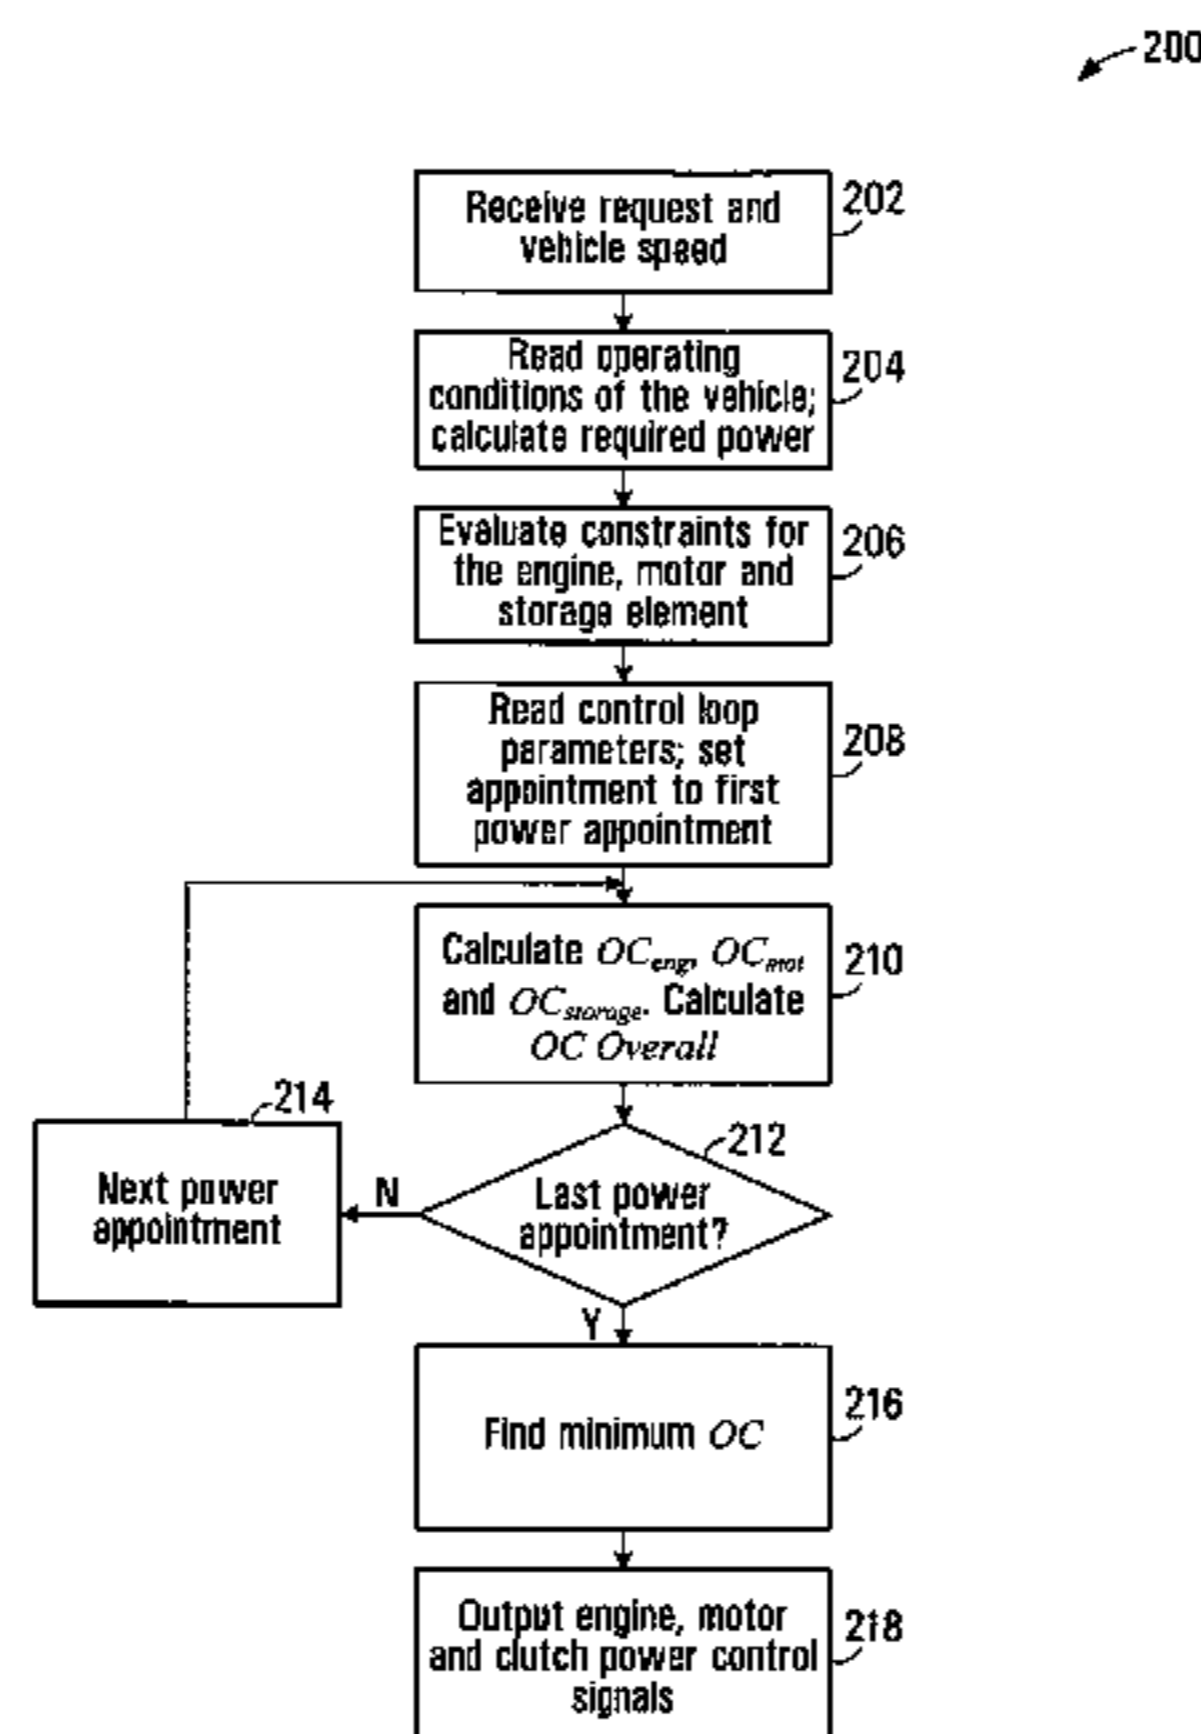 200
Receive request and
vehicle speed
202
Read operating
conditions of the vehicle;
calculate required power
204
Evaluate constraints for
the engine, motor and
storage element
206
Read control loop
parameters; set
appointment to first
power appointment
208
Calculate OCeng, OCmot
and OCstorage. Calculate
OC Overall
210
214
Next power
appointment
N
212
Last power
appointment?
Y
Find minimum OC
216
Output engine, motor
and clutch power control
signals
218